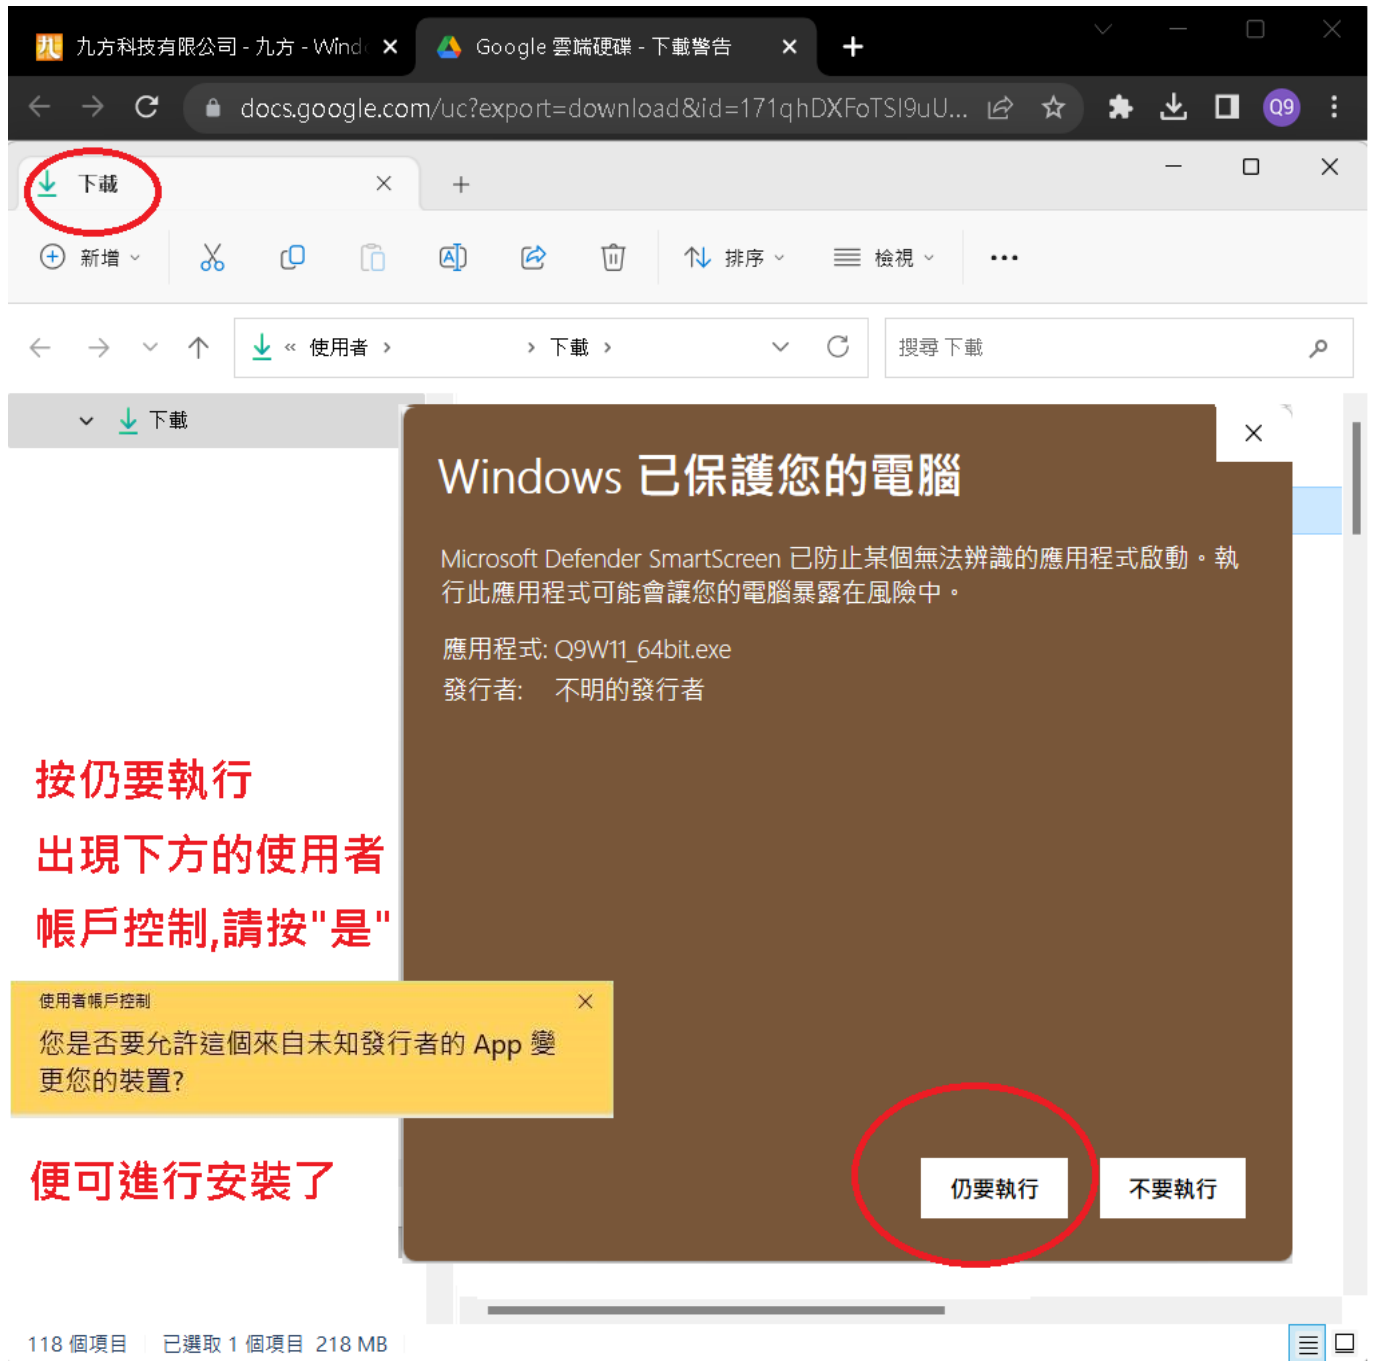 九方科技有限公司 - 九方 - Wind
Google 雲端硬碟 - 下載警告
docs.google.com/uc?export=download&id=171qhDXFoTSI9uU...
Q9
下載
新增
排序
檢視
« 使用者 › › 下載 ›
搜尋 下載
下載
Windows 已保護您的電腦
Microsoft Defender SmartScreen 已防止某個無法辨識的應用程式啟動。執
行此應用程式可能會讓您的電腦暴露在風險中。
應用程式: Q9W11_64bit.exe
發行者: 不明的發行者
按仍要執行
出現下方的使用者
帳戶控制,請按"是"
使用者帳戶控制
您是否要允許這個來自未知發行者的 App 變
更您的裝置?
便可進行安裝了
仍要執行
不要執行
118 個項目 已選取 1 個項目 218 MB